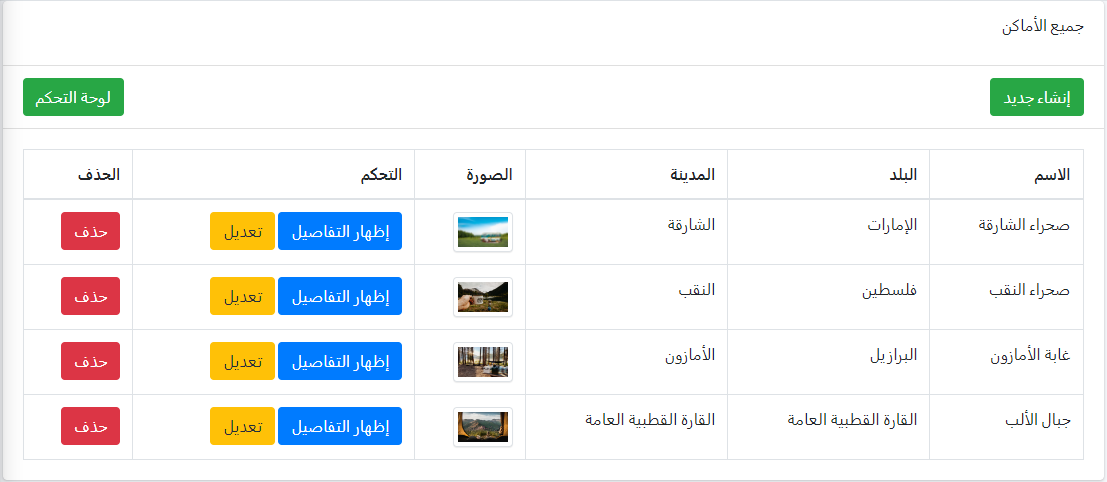 جميع الأماكن
إنشاء جديد لوحة التحكم
الاسم البلد المدينة الصورة التحكم الحذف
صحراء الشارقة الإمارات الشارقة إظهار التفاصيل تعديل حذف
صحراء النقب فلسطين النقب إظهار التفاصيل تعديل حذف
غابة الأمازون البرازيل الأمازون إظهار التفاصيل تعديل حذف
جبال الألب القارة القطبية العامة القارة القطبية العامة إظهار التفاصيل تعديل حذف